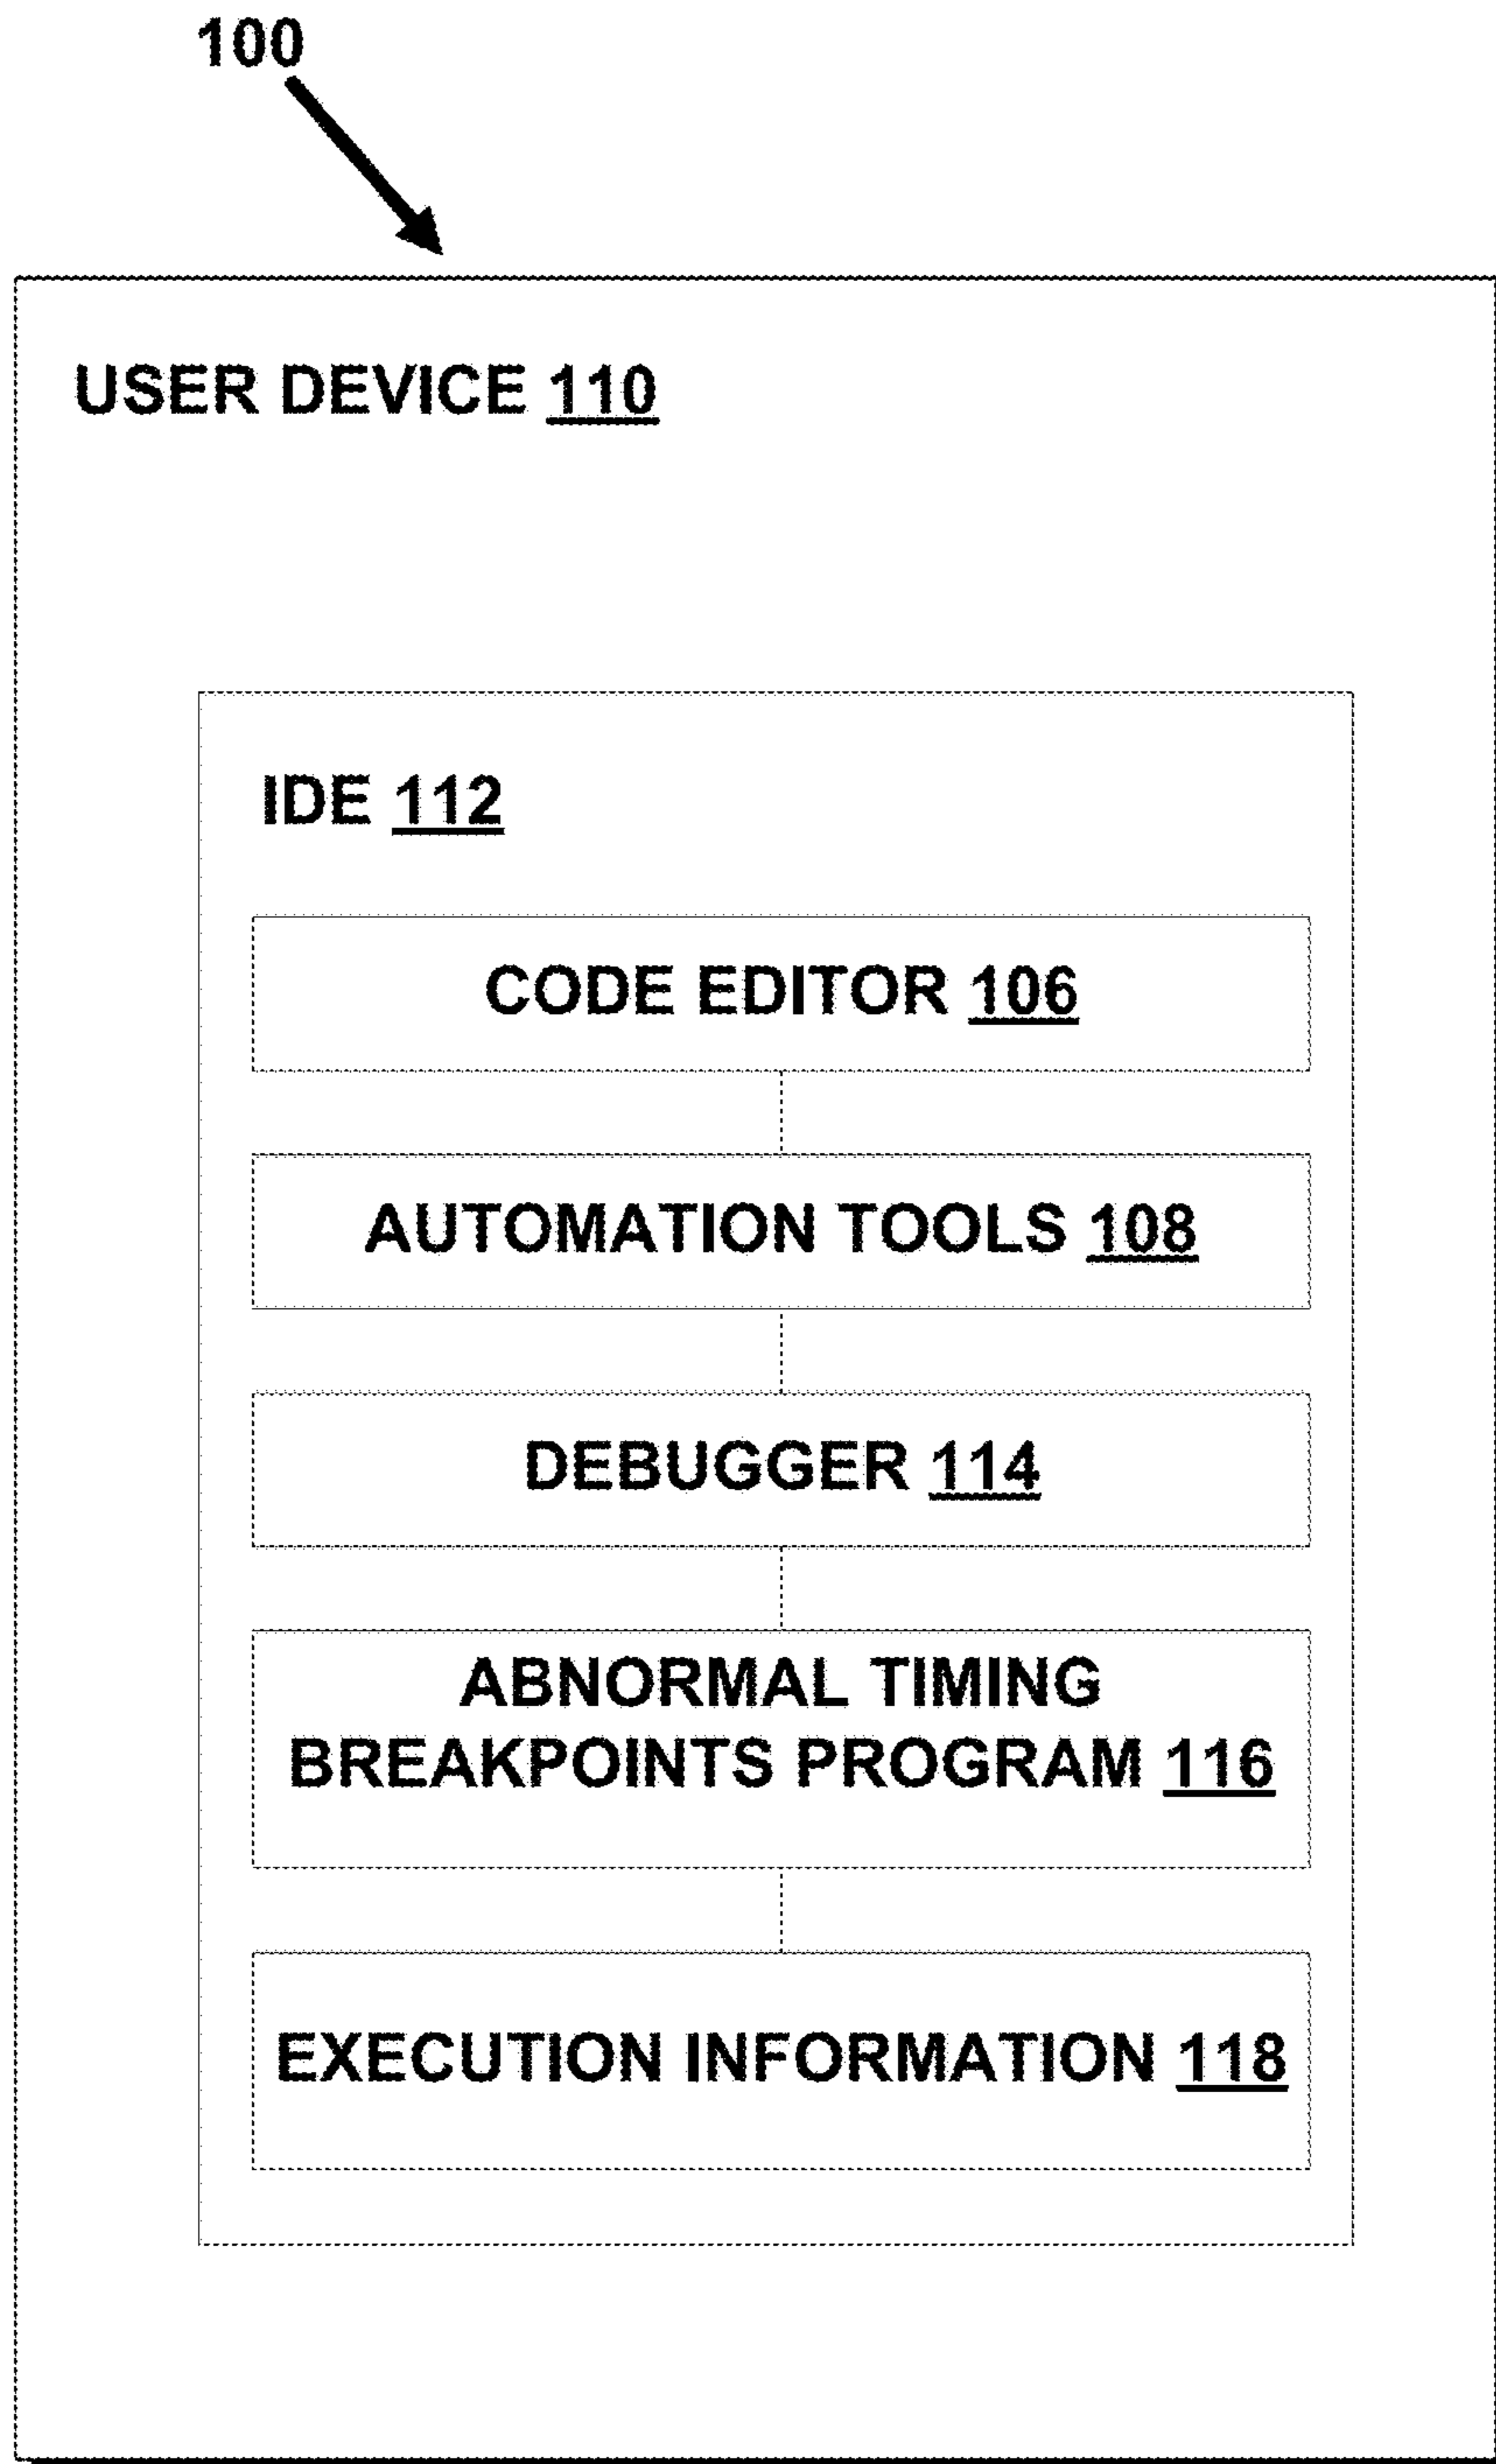 100
USER DEVICE 110
IDE 112
CODE EDITOR 106
AUTOMATION TOOLS 108
DEBUGGER 114
ABNORMAL TIMING
BREAKPOINTS PROGRAM 116
EXECUTION INFORMATION 118